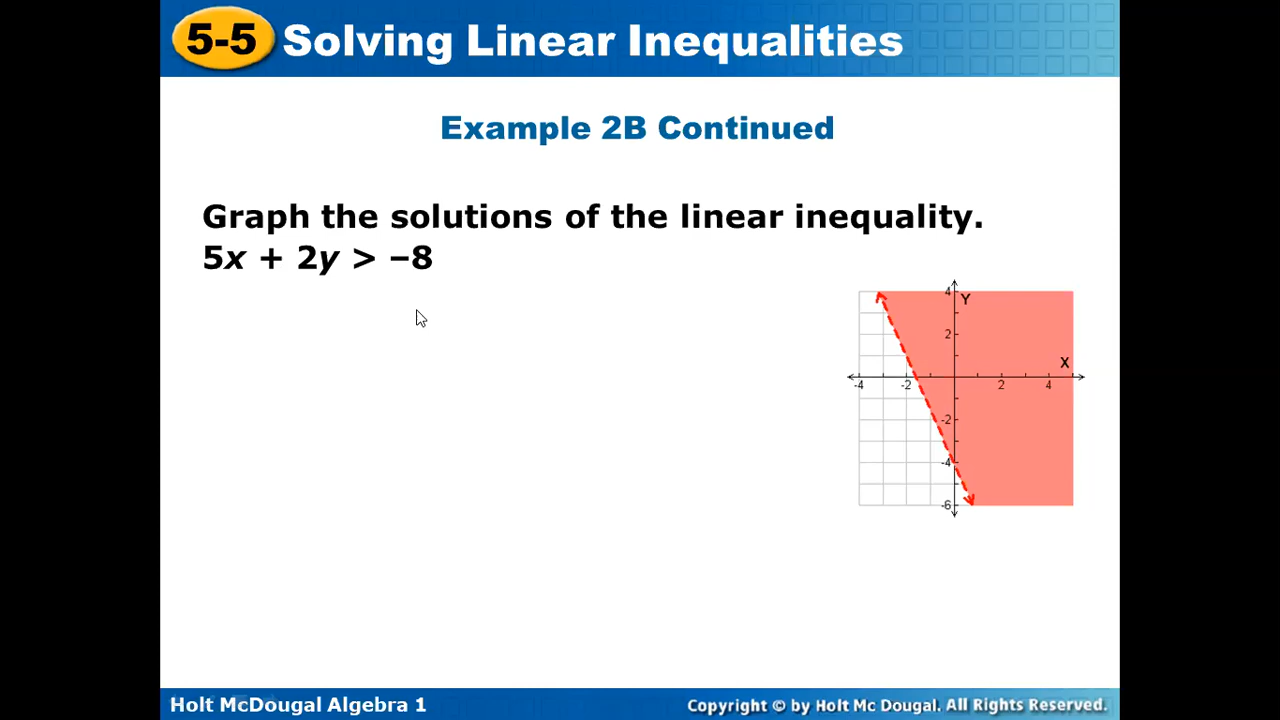 5-5 Solving Linear Inequalities
Example 2B Continued
Graph the solutions of the linear inequality.
5x + 2y > –8
4
Y
2
X
-4 -2 2 4
-2
-4
-6
Holt McDougal Algebra 1
Copyright © by Holt Mc Dougal. All Rights Reserved.